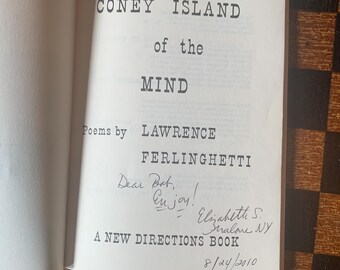 CONEY ISLAND
of the
MIND
Poems by LAWRENCE
FERLINGHETTI
Dear Bob,
Enjoy!
Elizabeth S.
Malone NY
A NEW DIRECTIONS BOOK
8/24/2010